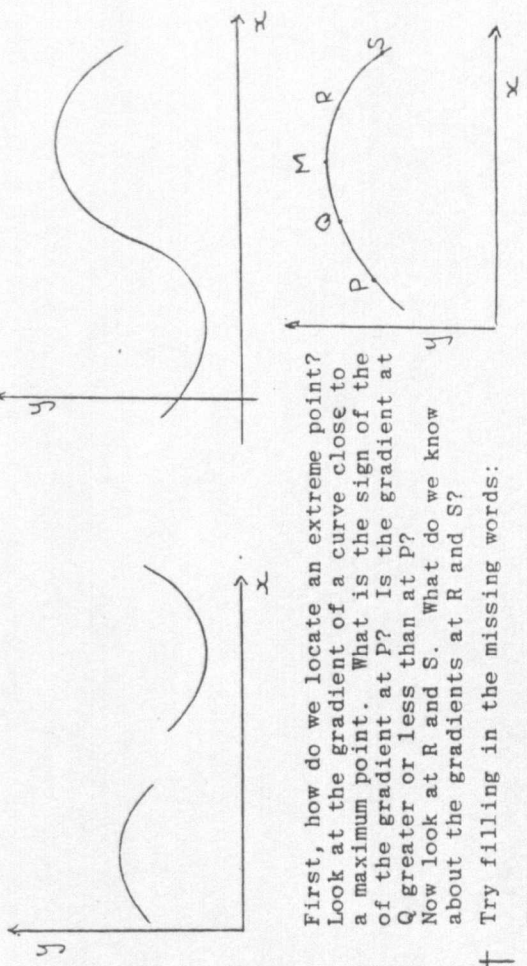 y
x
y
x
First, how do we locate an extreme point?
Look at the gradient of a curve close to
a maximum point. What is the sign of the
of the gradient at P? Is the gradient at
Q greater or less than at P?
Now look at R and S. What do we know
about the gradients at R and S?
y
P
Q
M
R
S
x
Try filling in the missing words: